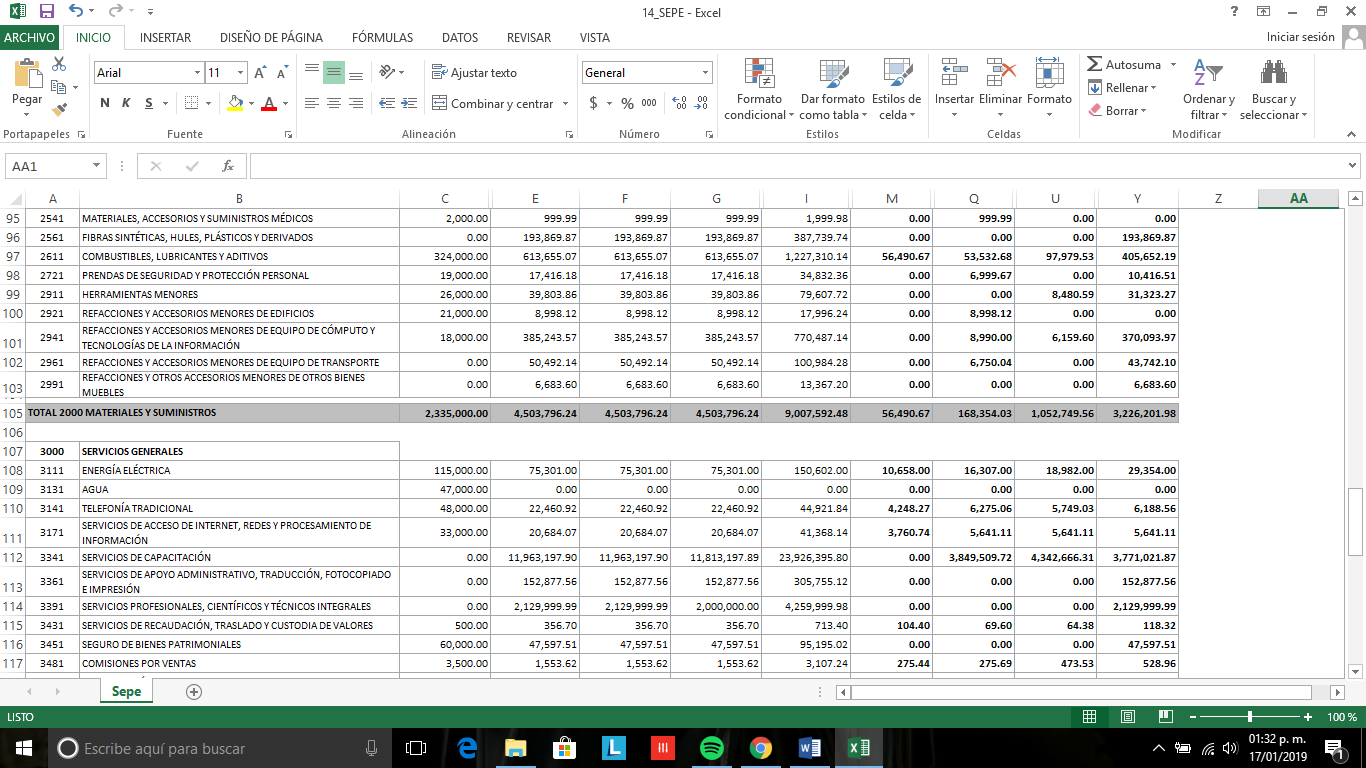 14_SEPE - Excel
ARCHIVO INICIO INSERTAR DISEÑO DE PÁGINA FÓRMULAS DATOS REVISAR VISTA Iniciar sesión
Arial 11 Ajustar texto General Autosuma
Pegar N K S Combinar y centrar $ % 000 Formato condicional Dar formato como tabla Estilos de celda Insertar Eliminar Formato Rellenar Borrar Ordenar y filtrar Buscar y seleccionar
Portapapeles Fuente Alineación Número Estilos Celdas Modificar
AA1 fx
A B C E F G I M Q U Y Z AA
95 2541 MATERIALES, ACCESORIOS Y SUMINISTROS MÉDICOS 2,000.00 999.99 999.99 999.99 1,999.98 0.00 999.99 0.00 0.00
96 2561 FIBRAS SINTÉTICAS, HULES, PLÁSTICOS Y DERIVADOS 0.00 193,869.87 193,869.87 193,869.87 387,739.74 0.00 0.00 0.00 193,869.87
97 2611 COMBUSTIBLES, LUBRICANTES Y ADITIVOS 324,000.00 613,655.07 613,655.07 613,655.07 1,227,310.14 56,490.67 53,532.68 97,979.53 405,652.19
98 2721 PRENDAS DE SEGURIDAD Y PROTECCIÓN PERSONAL 19,000.00 17,416.18 17,416.18 17,416.18 34,832.36 0.00 6,999.67 0.00 10,416.51
99 2911 HERRAMIENTAS MENORES 26,000.00 39,803.86 39,803.86 39,803.86 79,607.72 0.00 0.00 8,480.59 31,323.27
100 2921 REFACCIONES Y ACCESORIOS MENORES DE EDIFICIOS 21,000.00 8,998.12 8,998.12 8,998.12 17,996.24 0.00 8,998.12 0.00 0.00
101 2941 REFACCIONES Y ACCESORIOS MENORES DE EQUIPO DE CÓMPUTO Y
TECNOLOGÍAS DE LA INFORMACIÓN 18,000.00 385,243.57 385,243.57 385,243.57 770,487.14 0.00 8,990.00 6,159.60 370,093.97
102 2961 REFACCIONES Y ACCESORIOS MENORES DE EQUIPO DE TRANSPORTE 0.00 50,492.14 50,492.14 50,492.14 100,984.28 0.00 6,750.04 0.00 43,742.10
103 2991 REFACCIONES Y OTROS ACCESORIOS MENORES DE OTROS BIENES
MUEBLES 0.00 6,683.60 6,683.60 6,683.60 13,367.20 0.00 0.00 0.00 6,683.60
105 TOTAL 2000 MATERIALES Y SUMINISTROS 2,335,000.00 4,503,796.24 4,503,796.24 4,503,796.24 9,007,592.48 56,490.67 168,354.03 1,052,749.56 3,226,201.98
106
107 3000 SERVICIOS GENERALES
108 3111 ENERGÍA ELÉCTRICA 115,000.00 75,301.00 75,301.00 75,301.00 150,602.00 10,658.00 16,307.00 18,982.00 29,354.00
109 3131 AGUA 47,000.00 0.00 0.00 0.00 0.00 0.00 0.00 0.00 0.00
110 3141 TELEFONÍA TRADICIONAL 48,000.00 22,460.92 22,460.92 22,460.92 44,921.84 4,248.27 6,275.06 5,749.03 6,188.56
111 3171 SERVICIOS DE ACCESO DE INTERNET, REDES Y PROCESAMIENTO DE
INFORMACIÓN 33,000.00 20,684.07 20,684.07 20,684.07 41,368.14 3,760.74 5,641.11 5,641.11 5,641.11
112 3341 SERVICIOS DE CAPACITACIÓN 0.00 11,963,197.90 11,963,197.90 11,813,197.89 23,926,395.80 0.00 3,849,509.72 4,342,666.31 3,771,021.87
113 3361 SERVICIOS DE APOYO ADMINISTRATIVO, TRADUCCIÓN, FOTOCOPIADO
E IMPRESIÓN 0.00 152,877.56 152,877.56 152,877.56 305,755.12 0.00 0.00 0.00 152,877.56
114 3391 SERVICIOS PROFESIONALES, CIENTÍFICOS Y TÉCNICOS INTEGRALES 0.00 2,129,999.99 2,129,999.99 2,000,000.00 4,259,999.98 0.00 0.00 0.00 2,129,999.99
115 3431 SERVICIOS DE RECAUDACIÓN, TRASLADO Y CUSTODIA DE VALORES 500.00 356.70 356.70 356.70 713.40 104.40 69.60 64.38 118.32
116 3451 SEGURO DE BIENES PATRIMONIALES 60,000.00 47,597.51 47,597.51 47,597.51 95,195.02 0.00 0.00 0.00 47,597.51
117 3481 COMISIONES POR VENTAS 3,500.00 1,553.62 1,553.62 1,553.62 3,107.24 275.44 275.69 473.53 528.96
Sepe
LISTO 100 %
Escribe aquí para buscar 01:32 p. m.
17/01/2019 1